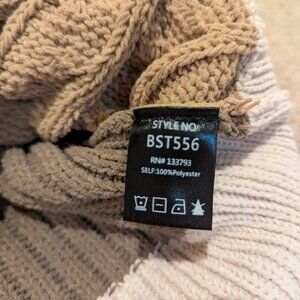 STYLE NO
BST556
RN# 133793
SELF:100%Polyester